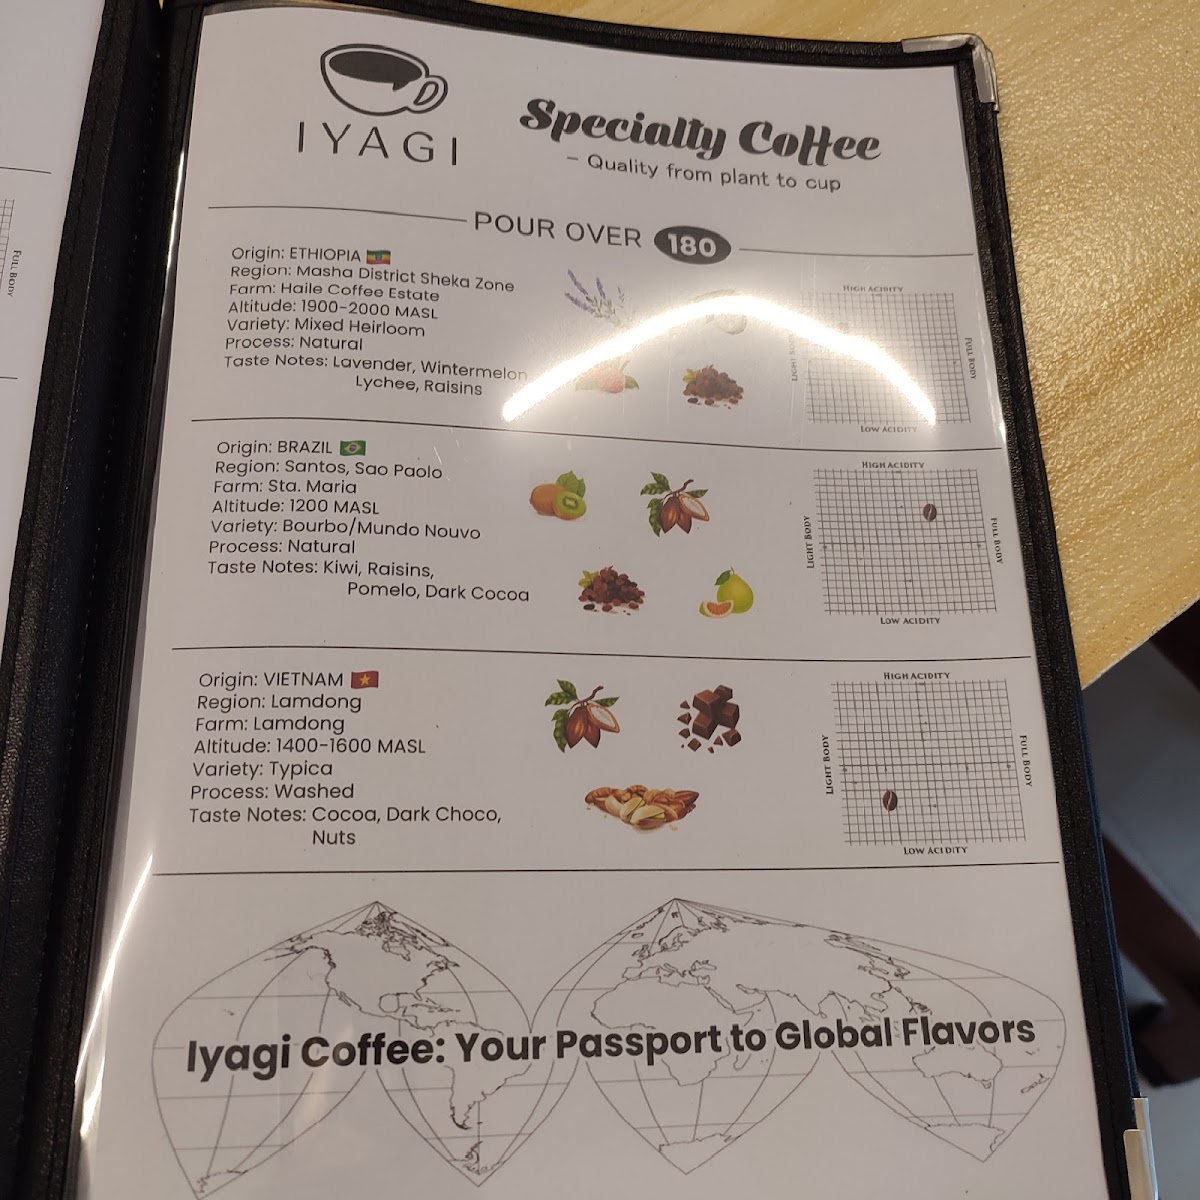 IYAGI
Specialty Coffee
- Quality from plant to cup
POUR OVER 180
Origin: ETHIOPIA
Region: Masha District Sheka Zone
Farm: Haile Coffee Estate
Altitude: 1900-2000 MASL
Variety: Mixed Heirloom
Process: Natural
Taste Notes: Lavender, Wintermelon
Lychee, Raisins
HIGH ACIDITY
FULL BODY
LOW ACIDITY
Origin: BRAZIL
Region: Santos, Sao Paolo
Farm: Sta. Maria
Altitude: 1200 MASL
Variety: Bourbo/Mundo Nouvo
Process: Natural
Taste Notes: Kiwi, Raisins,
Pomelo, Dark Cocoa
HIGH ACIDITY
LIGHT BODY
FULL BODY
LOW ACIDITY
Origin: VIETNAM
Region: Lamdong
Farm: Lamdong
Altitude: 1400-1600 MASL
Variety: Typica
Process: Washed
Taste Notes: Cocoa, Dark Choco,
Nuts
HIGH ACIDITY
LIGHT BODY
FULL BODY
LOW ACIDITY
Iyagi Coffee: Your Passport to Global Flavors
FULL BODY